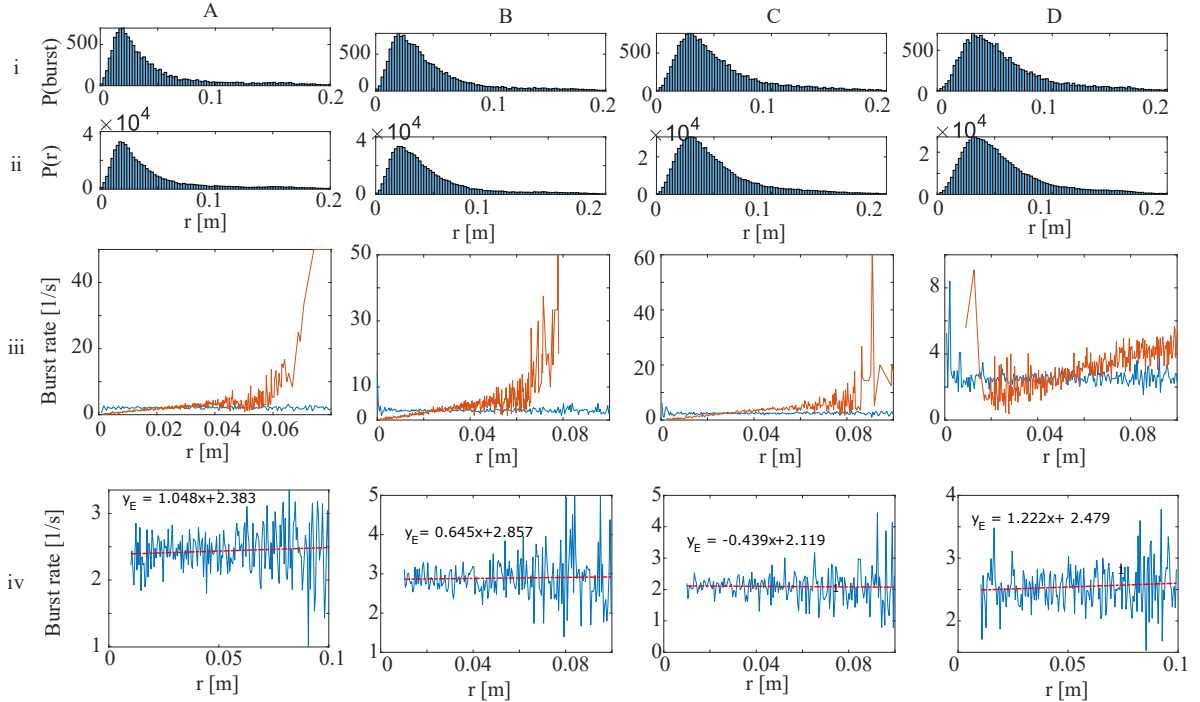 A B C D
i
P(burst)
500
0
0 0.1 0.2
500
0
0 0.1 0.2
500
0
0 0.1 0.2
500
0
0 0.1 0.2
ii
P(r)
×10⁴
4
2
0
0 0.1 0.2
r [m]
×10⁴
4
2
0
0 0.1 0.2
r [m]
×10⁴
2
0
0 0.1 0.2
r [m]
×10⁴
2
0
0 0.1 0.2
r [m]
iii
Burst rate [1/s]
40
20
0
0 0.02 0.04 0.06
r [m]
50
40
30
20
10
0
0 0.04 0.08
r [m]
60
40
20
0
0 0.04 0.08
r [m]
8
4
0
0 0.04 0.08
r [m]
iv
Burst rate [1/s]
y_E = 1.048x+2.383
3
2
1
0 0.05 0.1
r [m]
y_E = 0.645x+2.857
5
4
3
2
1
0 0.04 0.08
r [m]
y_E = -0.439x+2.119
5
4
3
2
1
0
0 0.04 0.08
r [m]
y_E = 1.222x+ 2.479
4
3
2
0 0.05 0.1
r [m]